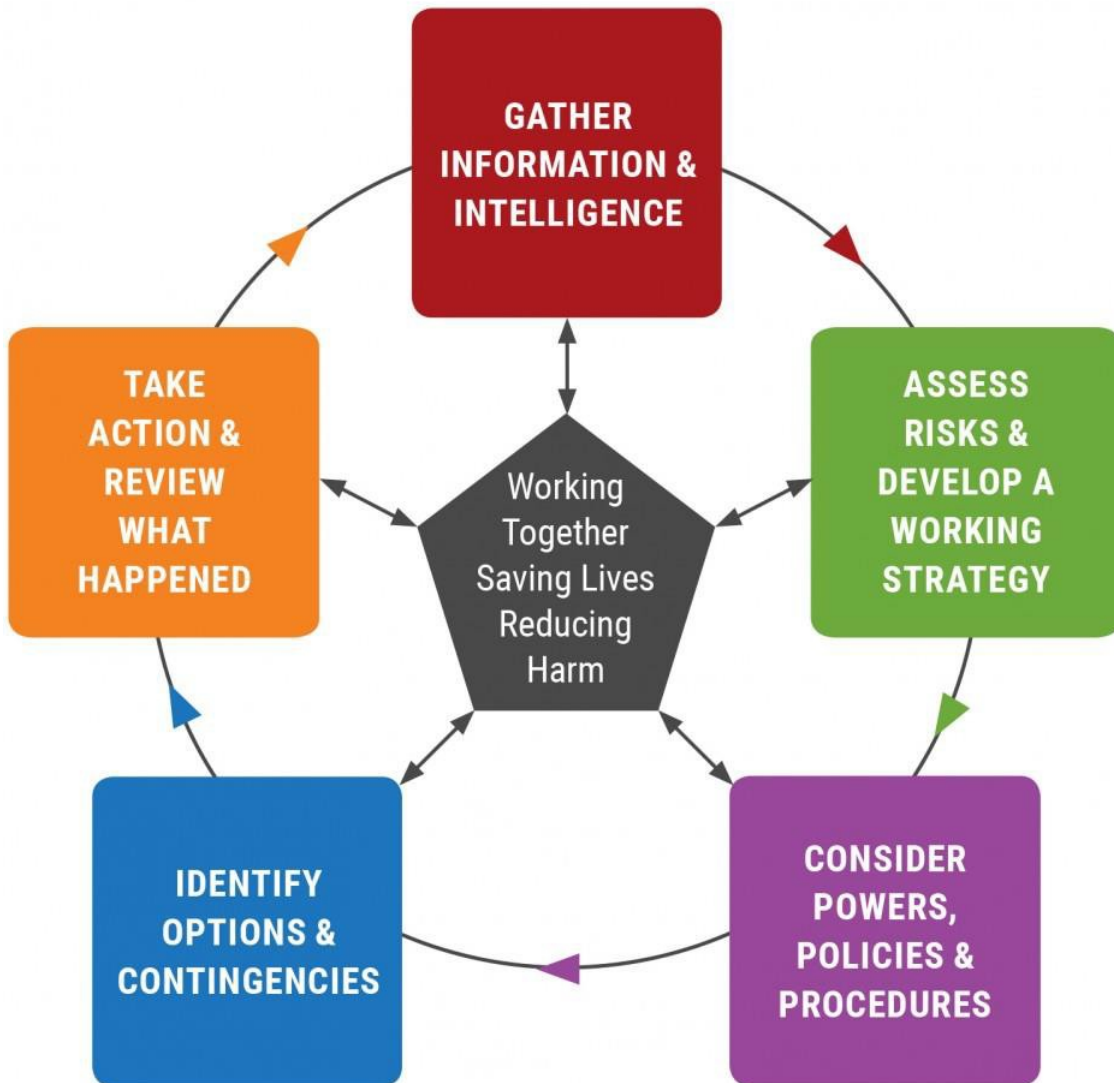 GATHER
INFORMATION &
INTELLIGENCE
ASSESS
RISKS &
DEVELOP A
WORKING
STRATEGY
CONSIDER
POWERS,
POLICIES &
PROCEDURES
IDENTIFY
OPTIONS &
CONTINGENCIES
TAKE
ACTION &
REVIEW
WHAT
HAPPENED
Working
Together
Saving Lives
Reducing
Harm